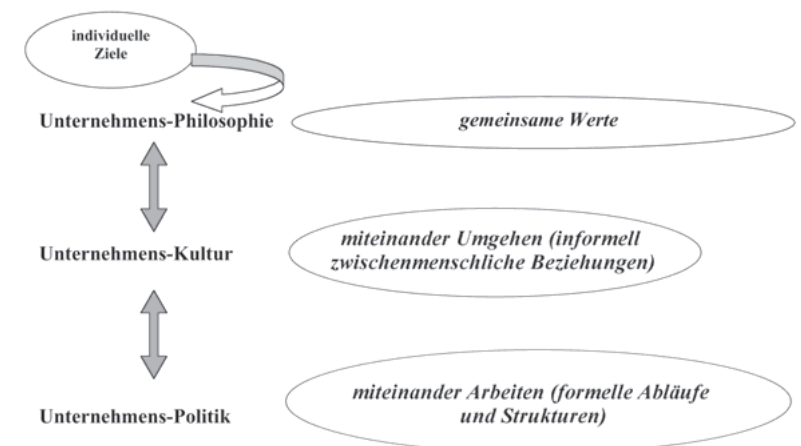 individuelle
Ziele
Unternehmens-Philosophie
gemeinsame Werte
Unternehmens-Kultur
miteinander Umgehen (informell
zwischenmenschliche Beziehungen)
Unternehmens-Politik
miteinander Arbeiten (formelle Abläufe
und Strukturen)